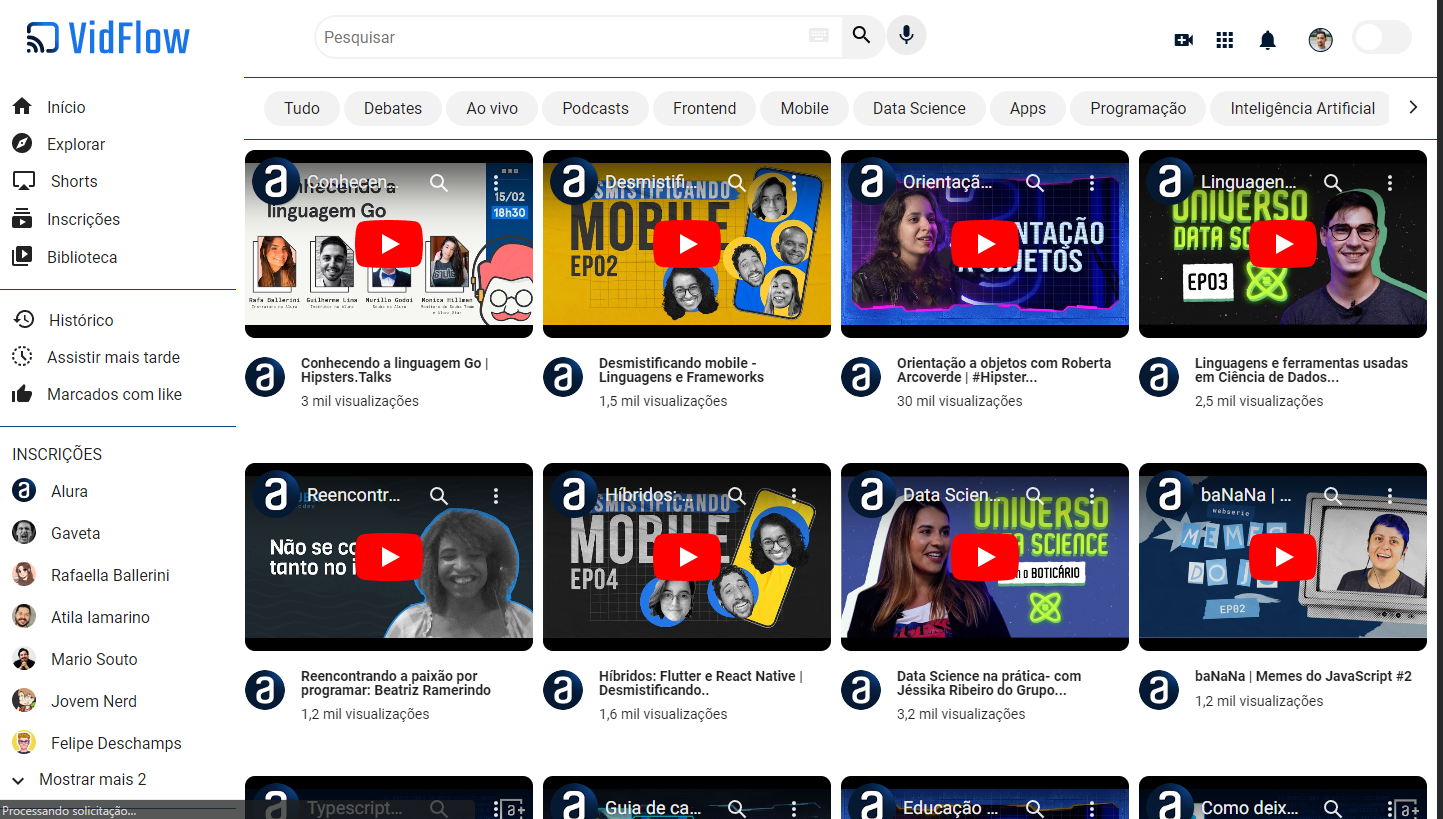 VidFlow
Pesquisar
Início
Explorar
Shorts
Inscrições
Biblioteca
Histórico
Assistir mais tarde
Marcados com like
INSCRIÇÕES
Alura
Gaveta
Rafaella Ballerini
Atila Iamarino
Mario Souto
Jovem Nerd
Felipe Deschamps
Mostrar mais 2
Processando solicitação...
Tudo
Debates
Ao vivo
Podcasts
Frontend
Mobile
Data Science
Apps
Programação
Inteligência Artificial
Conhecen...
linguagem Go
15/02
18h30
Rafa Ballerini
Guilherme Lima
Murillo Godoi
Monica Hillman
Conhecendo a linguagem Go |
Hipsters.Talks
3 mil visualizações
Desmistifi...
MOBILE
EP02
Desmistificando mobile -
Linguagens e Frameworks
1,5 mil visualizações
Orientaçã...
OBJETOS
Orientação a objetos com Roberta
Arcoverde | #Hipster...
30 mil visualizações
Linguagen...
UNIVERSO
EP03
Linguagens e ferramentas usadas
em Ciência de Dados...
2,5 mil visualizações
Reencontr...
Não se co
tanto no i
Reencontrando a paixão por
programar: Beatriz Ramerindo
1,2 mil visualizações
Híbridos: ...
MOBILE
EP04
Híbridos: Flutter e React Native |
Desmistificando..
1,6 mil visualizações
Data Scien...
UNIVERSO
BOTICÁRIO
Data Science na prática- com
Jéssika Ribeiro do Grupo...
3,2 mil visualizações
baNaNa | ...
webserie
MEMES
DO JS
EP02
baNaNa | Memes do JavaScript #2
1,2 mil visualizações
Typescript...
a+
Guia de ca...
Educação ...
Como deix...
a+